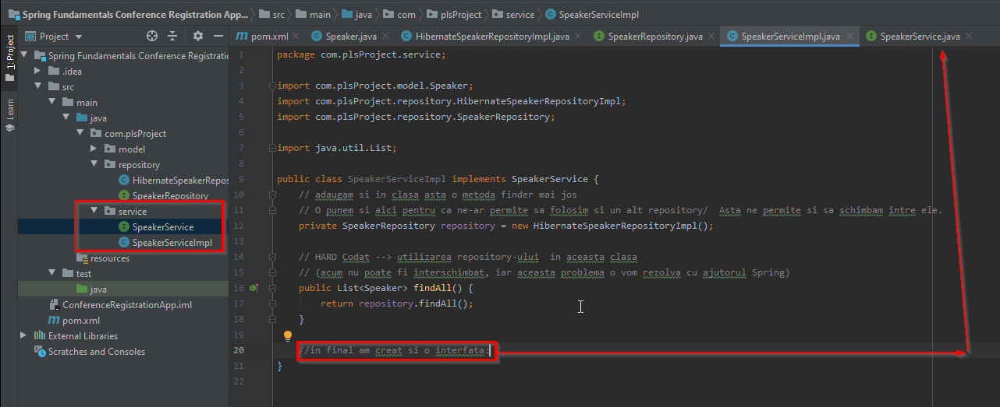 Spring Fundamentals Conference Registration App... src main java com plsProject service SpeakerServiceImpl
Project
pom.xml Speaker.java HibernateSpeakerRepositoryImpl.java SpeakerRepository.java SpeakerServiceImpl.java SpeakerService.java
1: Project
Learn
Spring Fundamentals Conference Registratio
.idea
src
main
java
com.plsProject
model
repository
HibernateSpeakerRepos
SpeakerRepository
service
SpeakerService
SpeakerServiceImpl
resources
test
java
ConferenceRegistrationApp.iml
pom.xml
External Libraries
Scratches and Consoles
1 package com.plsProject.service;
2
3 import com.plsProject.model.Speaker;
4 import com.plsProject.repository.HibernateSpeakerRepositoryImpl;
5 import com.plsProject.repository.SpeakerRepository;
6
7 import java.util.List;
8
9 public class SpeakerServiceImpl implements SpeakerService {
10 // adaugam si in clasa asta o metoda finder mai jos
11 // O punem si aici pentru ca ne-ar permite sa folosim si un alt repository/  Asta ne permite si sa schimbam intre ele.
12 private SpeakerRepository repository = new HibernateSpeakerRepositoryImpl();
13
14 // HARD Codat --> utilizarea repository-ului  in aceasta clasa
15 // (acum nu poate fi interschimbat, iar aceasta problema o vom rezolva cu ajutorul Spring)
16 public List<Speaker> findAll() {
17 return repository.findAll();
18 }
19
20 //in final am creat si o interfata:
21 }
22